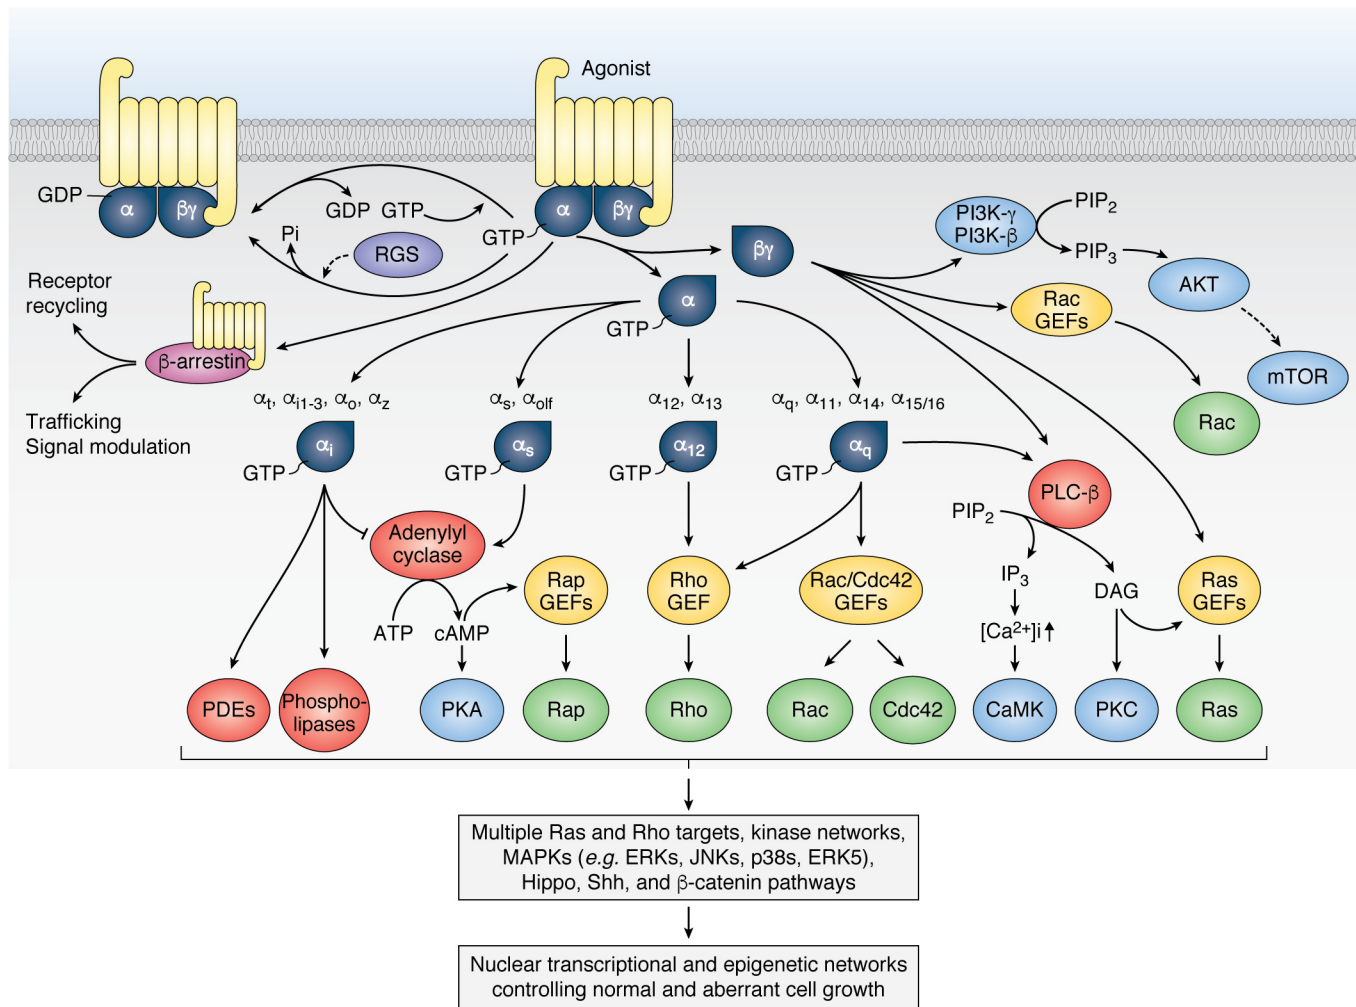 Agonist
GDP
α
βγ
GDP
GTP
GTP
α
βγ
Pi
RGS
βγ
PI3K-γ
PI3K-β
PIP₂
PIP₃
AKT
mTOR
Rac
GEFs
Rac
Receptor
recycling
β-arrestin
Trafficking
Signal modulation
α
GTP
αt, αi1-3, αo, αz
αs, αolf
α12, α13
αq, α11, α14, α15/16
αi
GTP
αs
GTP
α12
GTP
αq
GTP
PLC-β
PIP₂
Adenylyl
cyclase
ATP
cAMP
Rap
GEFs
Rho
GEF
Rac/Cdc42
GEFs
IP₃
[Ca²⁺]i
DAG
Ras
GEFs
PDEs
Phospho-
lipases
PKA
Rap
Rho
Rac
Cdc42
CaMK
PKC
Ras
Multiple Ras and Rho targets, kinase networks,
MAPKs (e.g. ERKs, JNKs, p38s, ERK5),
Hippo, Shh, and β-catenin pathways
Nuclear transcriptional and epigenetic networks
controlling normal and aberrant cell growth